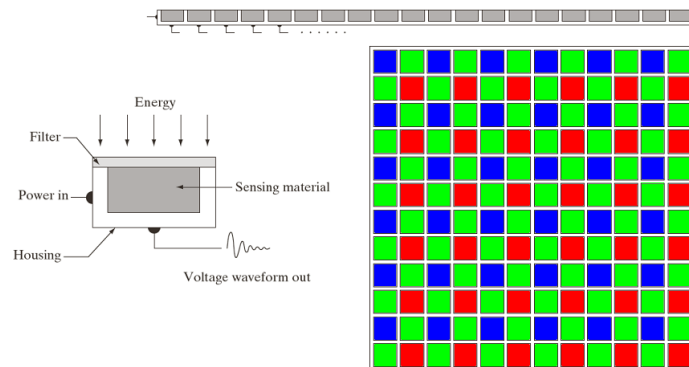 Energy
Filter
Power in
Sensing material
Housing
Voltage waveform out